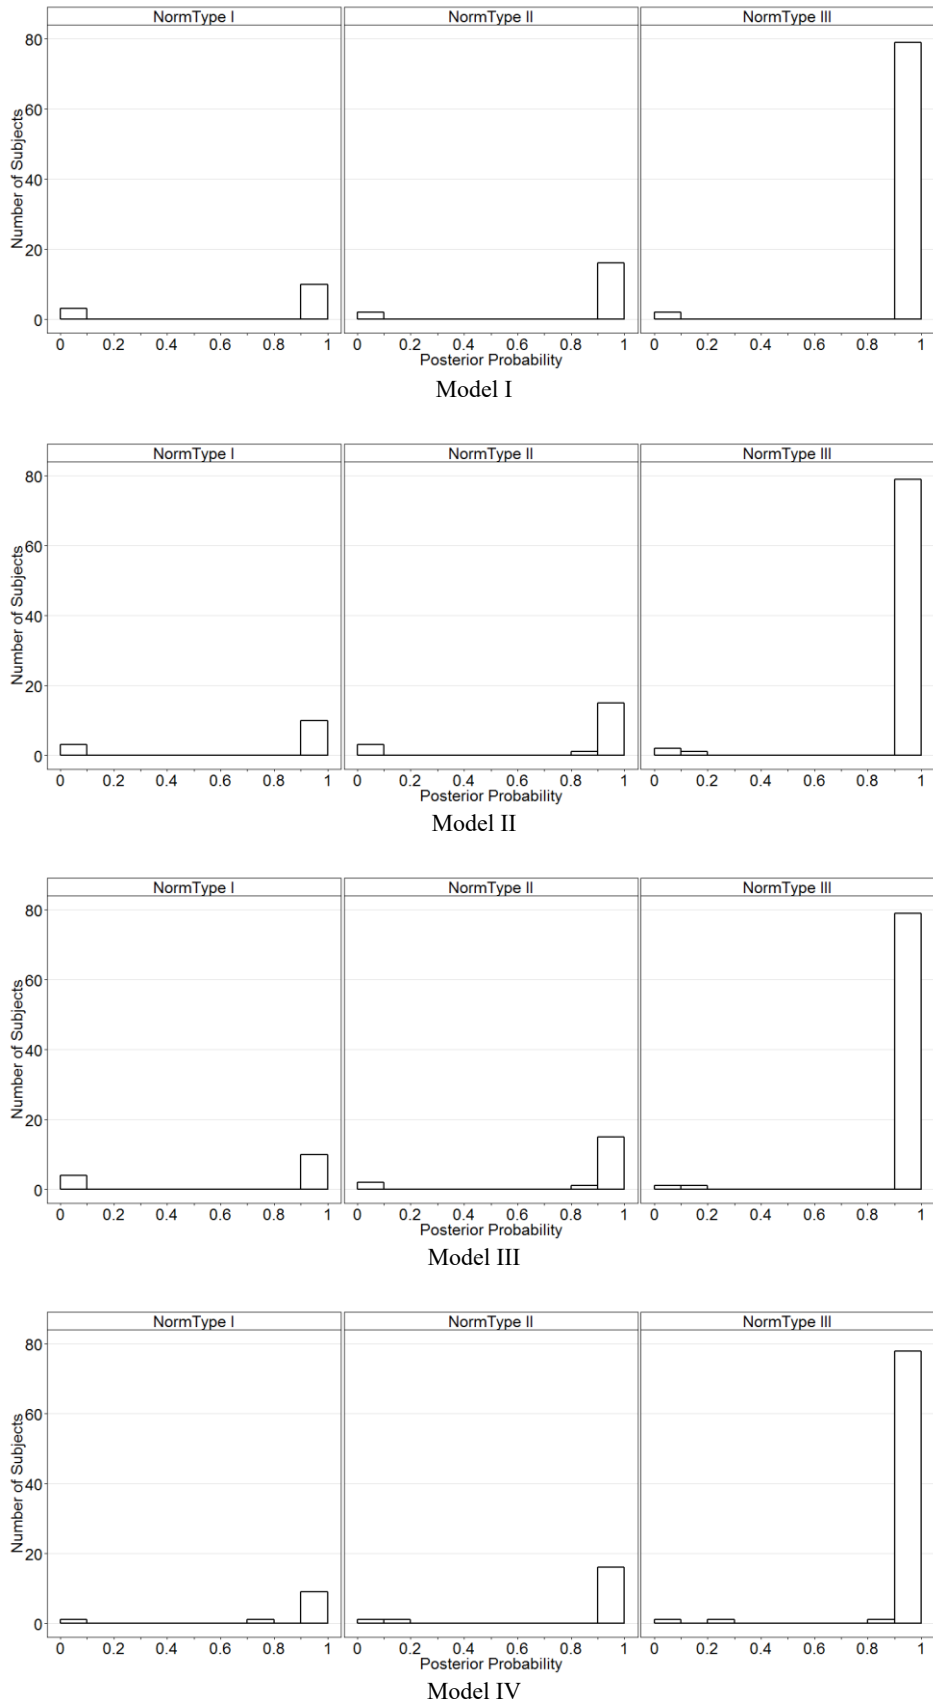 NormType I NormType II NormType III
80
60
40
20
0
Number of Subjects
0 0.2 0.4 0.6 0.8 1 0 0.2 0.4 0.6 0.8 1 0 0.2 0.4 0.6 0.8 1
Posterior Probability
Model I
NormType I NormType II NormType III
80
60
40
20
0
Number of Subjects
0 0.2 0.4 0.6 0.8 1 0 0.2 0.4 0.6 0.8 1 0 0.2 0.4 0.6 0.8 1
Posterior Probability
Model II
NormType I NormType II NormType III
80
60
40
20
0
Number of Subjects
0 0.2 0.4 0.6 0.8 1 0 0.2 0.4 0.6 0.8 1 0 0.2 0.4 0.6 0.8 1
Posterior Probability
Model III
NormType I NormType II NormType III
80
60
40
20
0
Number of Subjects
0 0.2 0.4 0.6 0.8 1 0 0.2 0.4 0.6 0.8 1 0 0.2 0.4 0.6 0.8 1
Posterior Probability
Model IV